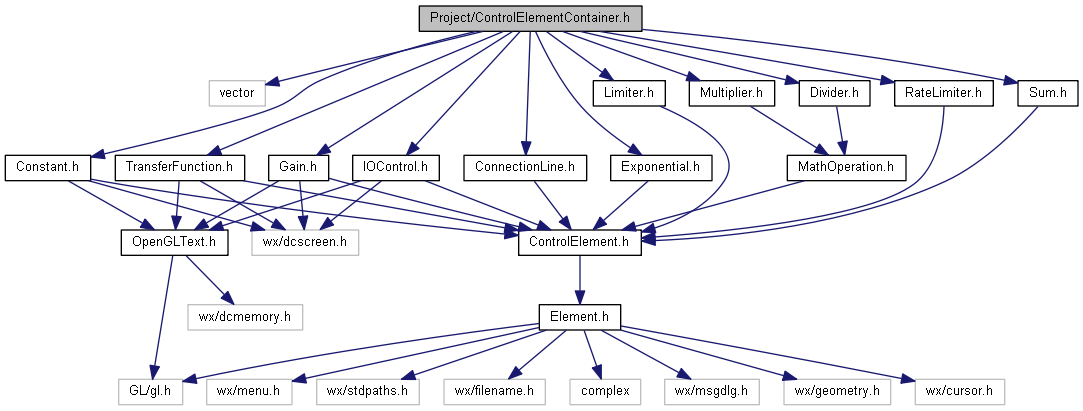 Project/ControlElementContainer.h
vector
Limiter.h
Multiplier.h
Divider.h
RateLimiter.h
Sum.h
Constant.h
TransferFunction.h
Gain.h
IOControl.h
ConnectionLine.h
Exponential.h
MathOperation.h
OpenGLText.h
wx/dcscreen.h
ControlElement.h
wx/dcmemory.h
Element.h
GL/gl.h
wx/menu.h
wx/stdpaths.h
wx/filename.h
complex
wx/msgdlg.h
wx/geometry.h
wx/cursor.h